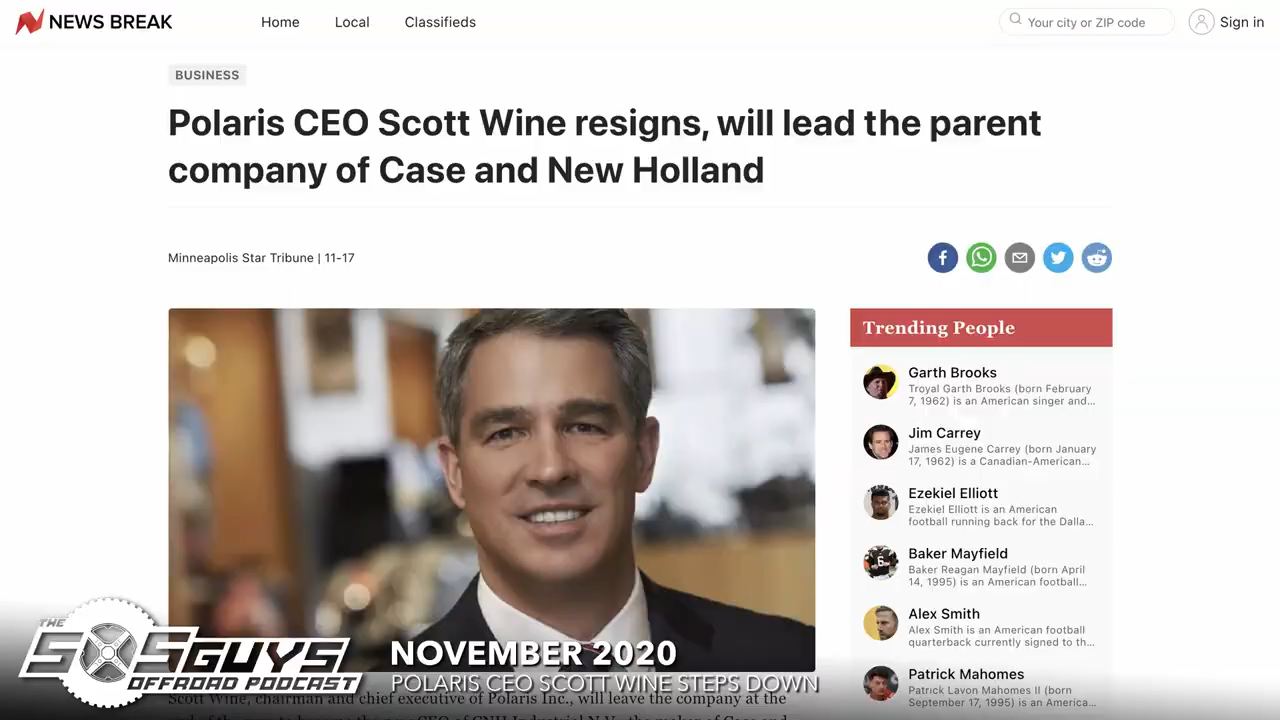 NEWS BREAK
Home
Local
Classifieds
Your city or ZIP code
Sign in
BUSINESS
Polaris CEO Scott Wine resigns, will lead the parent
company of Case and New Holland
Minneapolis Star Tribune | 11-17
Trending People
Garth Brooks
Troyal Garth Brooks (born February
7, 1962) is an American singer and...
Jim Carrey
James Eugene Carrey (born January
17, 1962) is a Canadian-American...
Ezekiel Elliott
Ezekiel Elliott is an American
football running back for the Dalla...
Baker Mayfield
Baker Reagan Mayfield (born April
14, 1995) is an American football...
Alex Smith
Alex Smith is an American football
quarterback currently signed to th...
Patrick Mahomes
Patrick Lavon Mahomes II (born
September 17, 1995) is an America...
THE
SXS GUYS
OFFROAD PODCAST
NOVEMBER 2020
POLARIS CEO SCOTT WINE STEPS DOWN
Scott Wine, chairman and chief executive of Polaris Inc., will leave the company at the